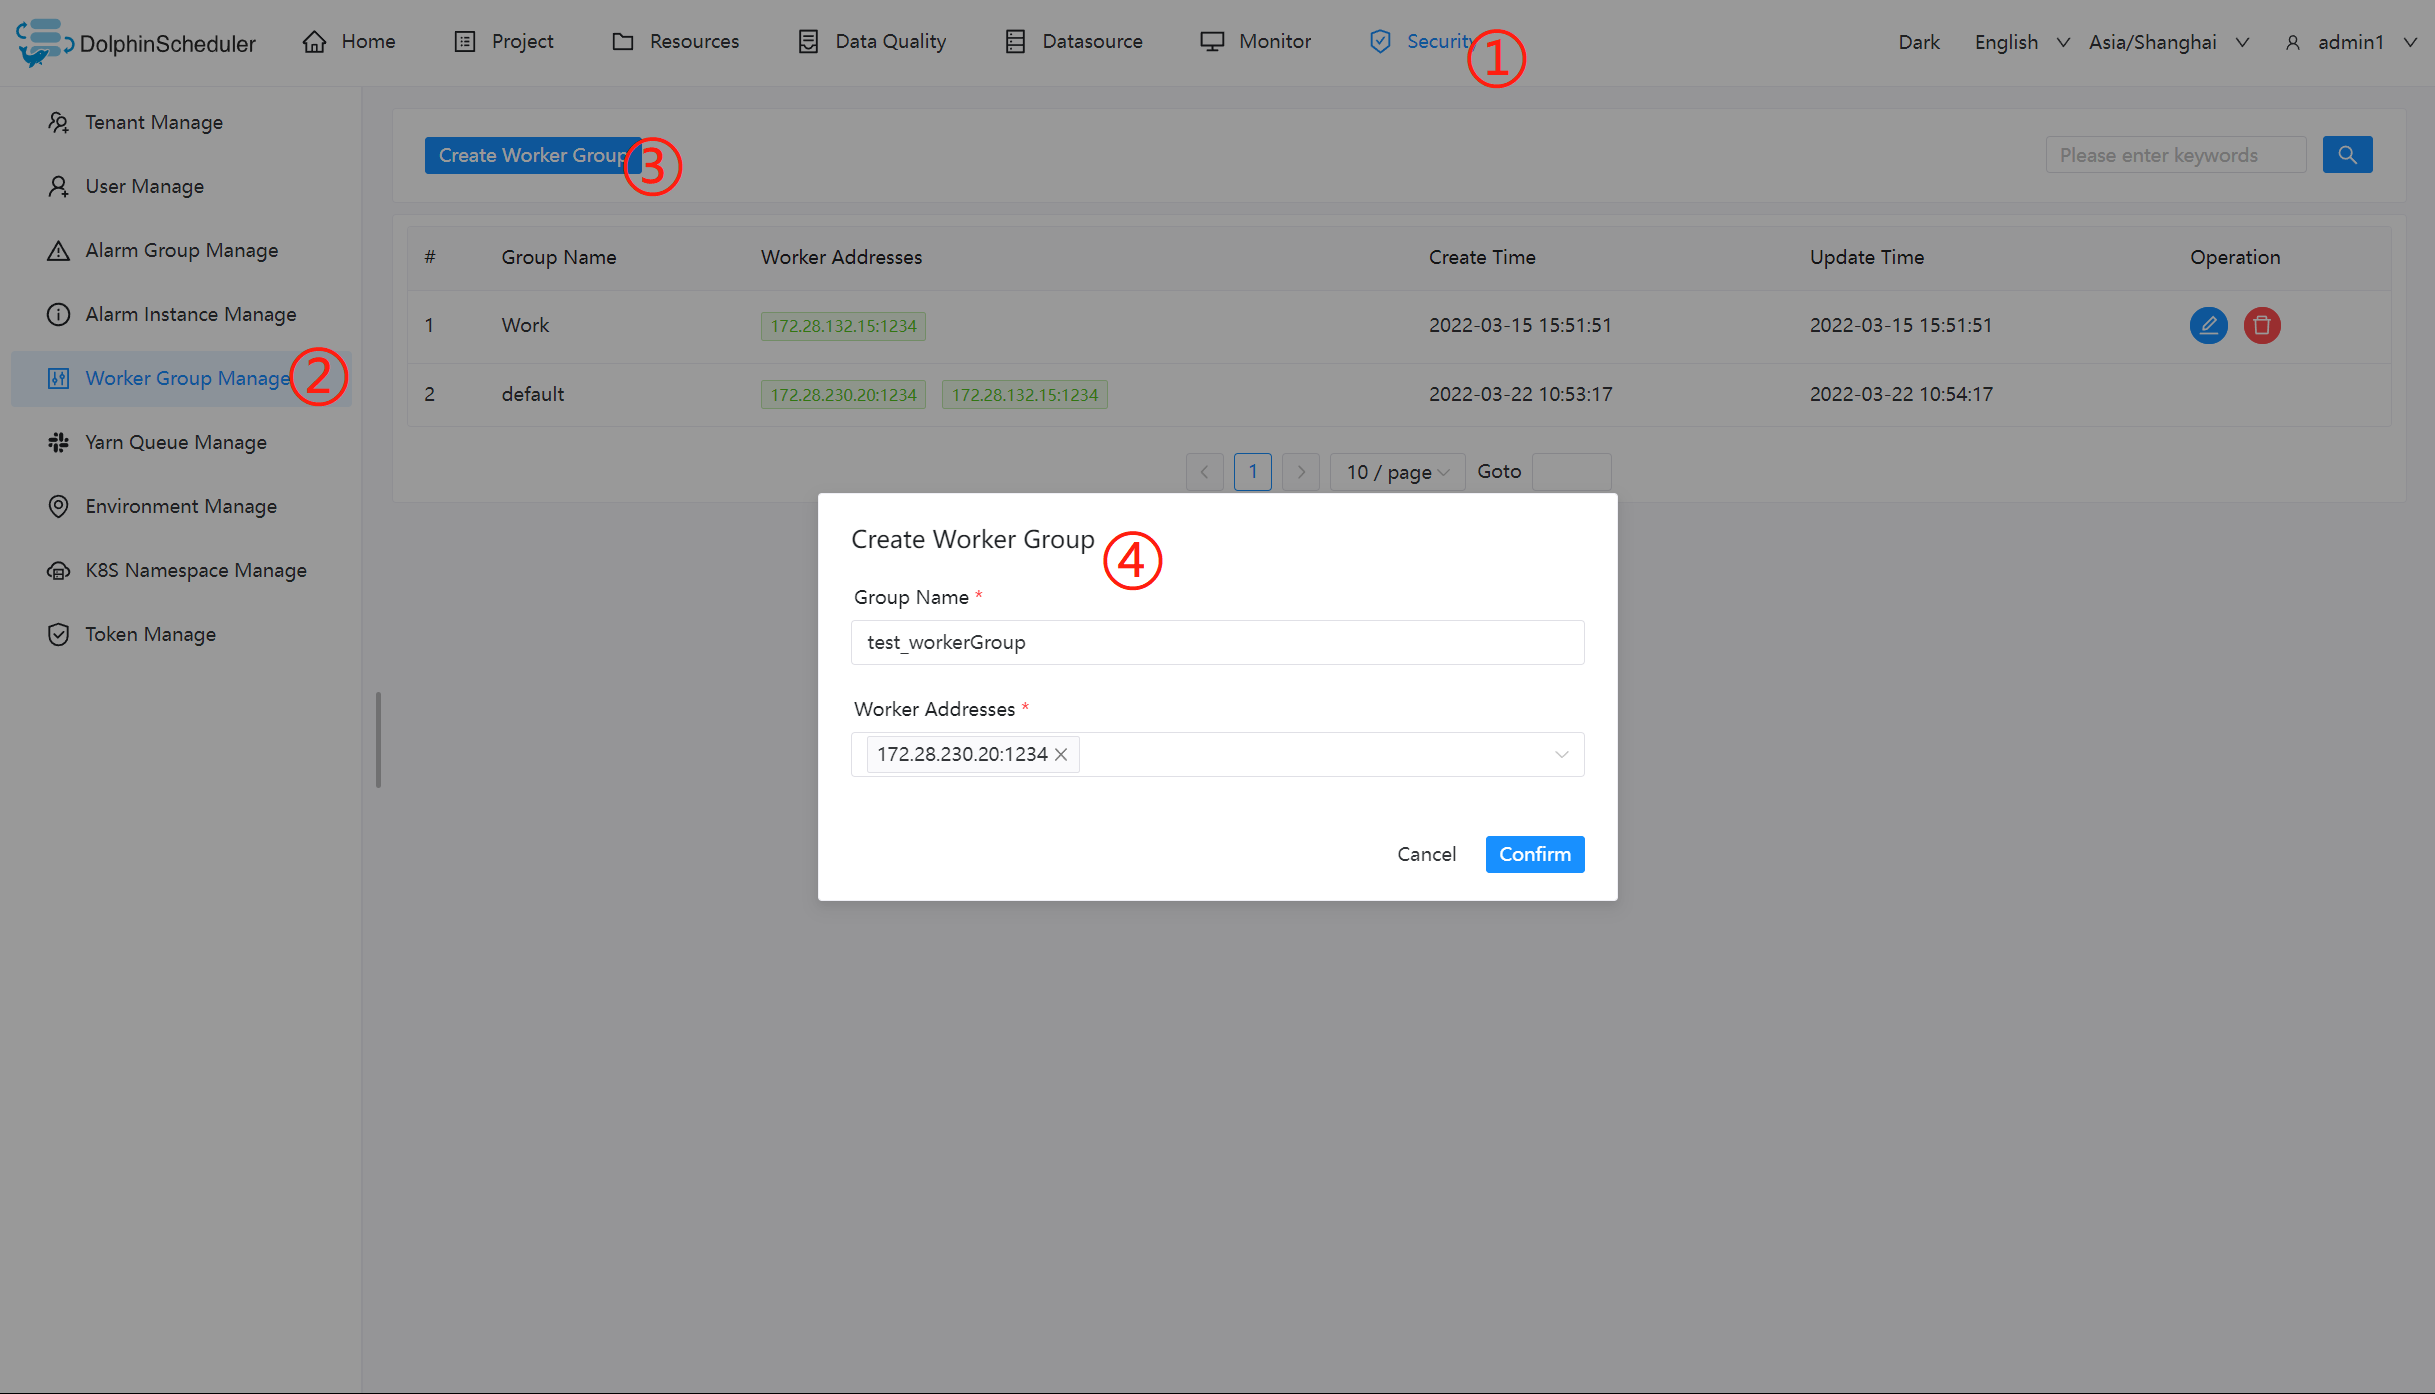 DolphinScheduler Home Project Resources Data Quality Datasource Monitor Security ① Dark English Asia/Shanghai admin1
Tenant Manage
User Manage
Alarm Group Manage
Alarm Instance Manage
Worker Group Manage ②
Yarn Queue Manage
Environment Manage
K8S Namespace Manage
Token Manage
Create Worker Group ③ Please enter keywords
# Group Name Worker Addresses Create Time Update Time Operation
1 Work 172.28.132.15:1234 2022-03-15 15:51:51 2022-03-15 15:51:51
2 default 172.28.230.20:1234 172.28.132.15:1234 2022-03-22 10:53:17 2022-03-22 10:54:17
1 10 / page Goto
Create Worker Group ④
Group Name *
test_workerGroup
Worker Addresses *
172.28.230.20:1234
Cancel Confirm